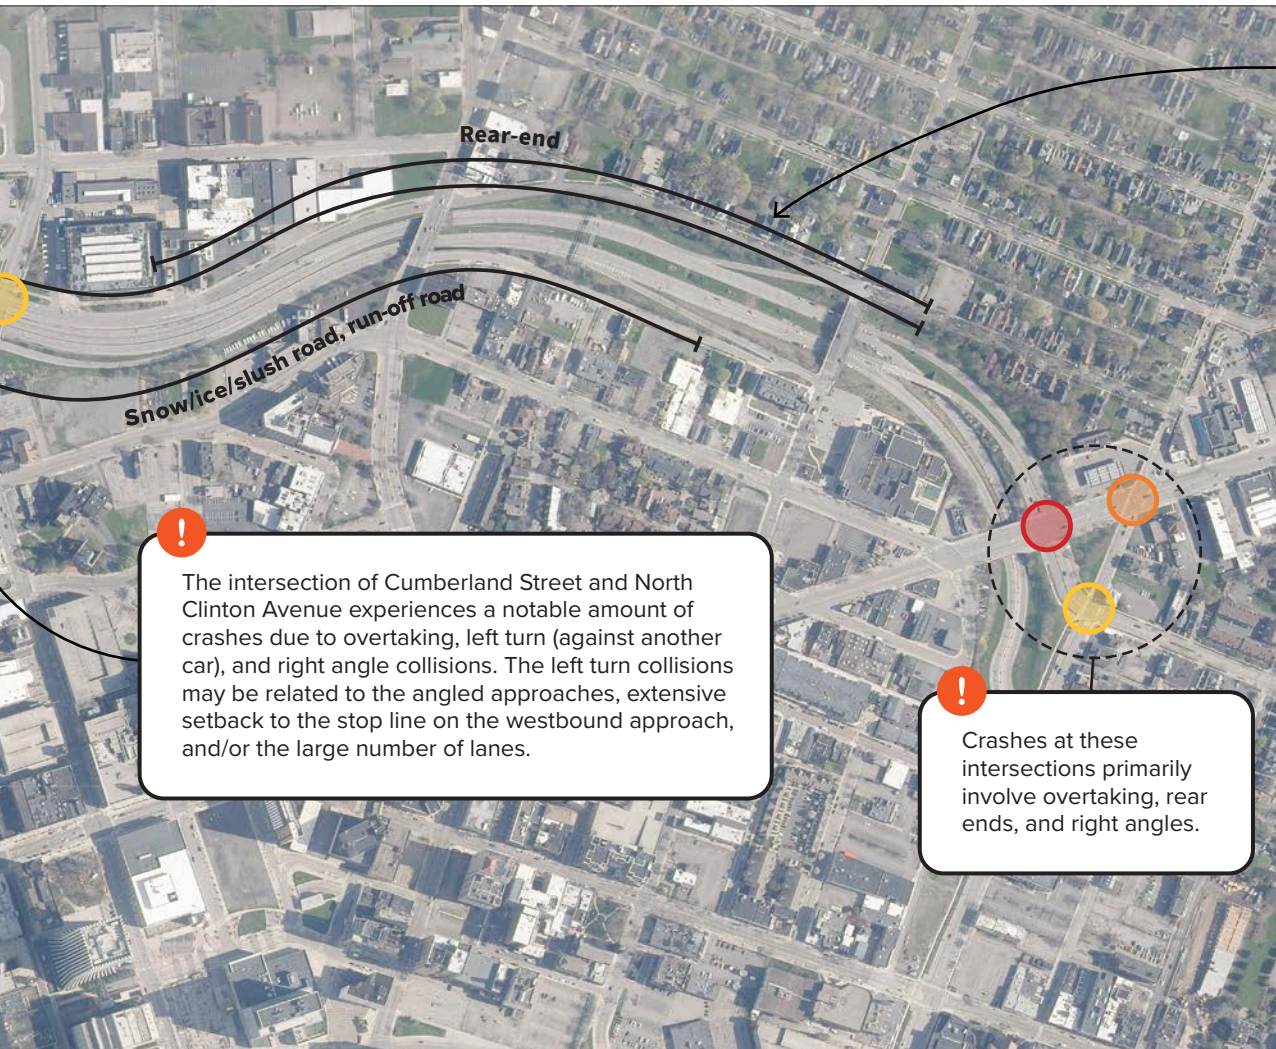 Rear-end
Snow/ice/slush road, run-off road
!
The intersection of Cumberland Street and North
Clinton Avenue experiences a notable amount of
crashes due to overtaking, left turn (against another
car), and right angle collisions. The left turn collisions
may be related to the angled approaches, extensive
setback to the stop line on the westbound approach,
and/or the large number of lanes.
!
Crashes at these
intersections primarily
involve overtaking, rear
ends, and right angles.